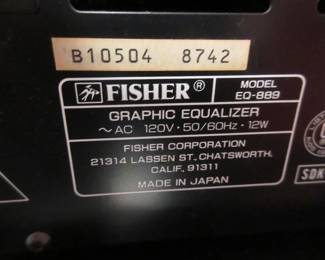 B10504 8742
FISHER®
MODEL
EQ-889
GRAPHIC EQUALIZER
~ AC 120V · 50/60Hz · 12W
FISHER CORPORATION
21314 LASSEN ST., CHATSWORTH,
CALIF. 91311
MADE IN JAPAN
SDK